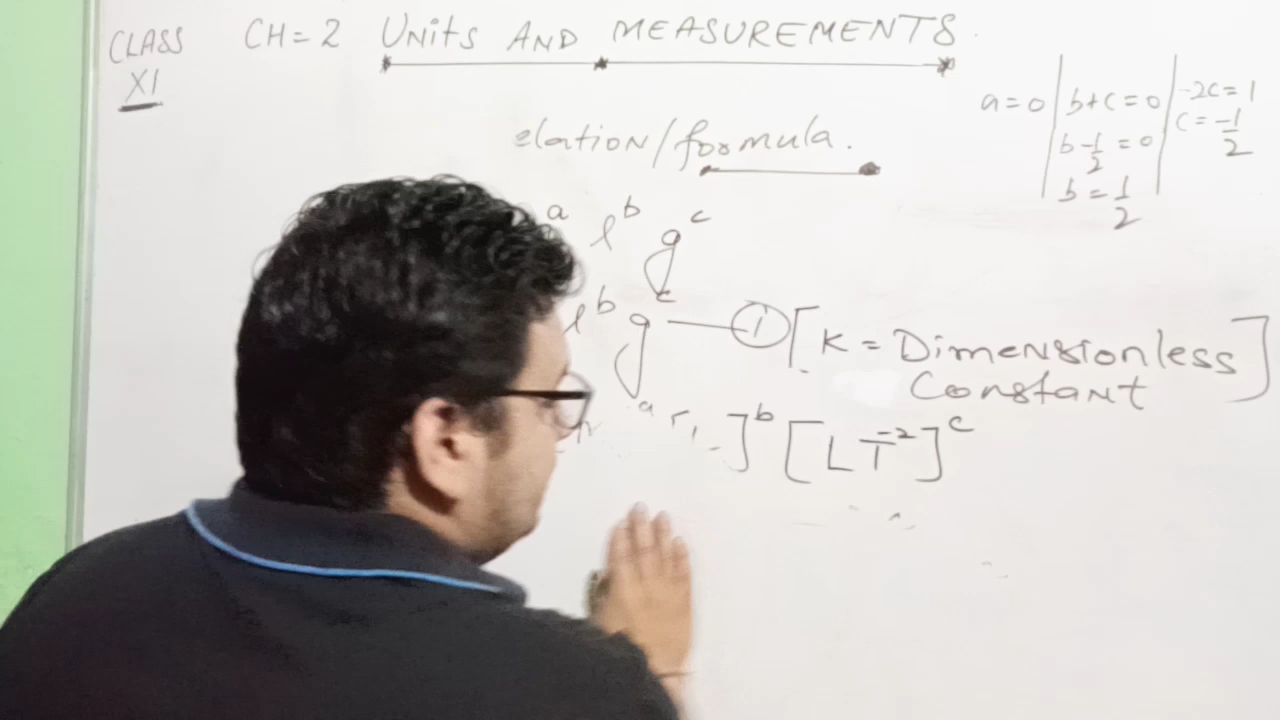 CLASS XI
CH=2 UNits AND MEASUREMENTS
elation/formula.
a l^b g^c
l^b g^c —① [K = Dimensionless Constant]
]^b [LT^-2]^c
a=0
b+c=0
b-1/2=0
b=1/2
-2c=1
c=-1/2